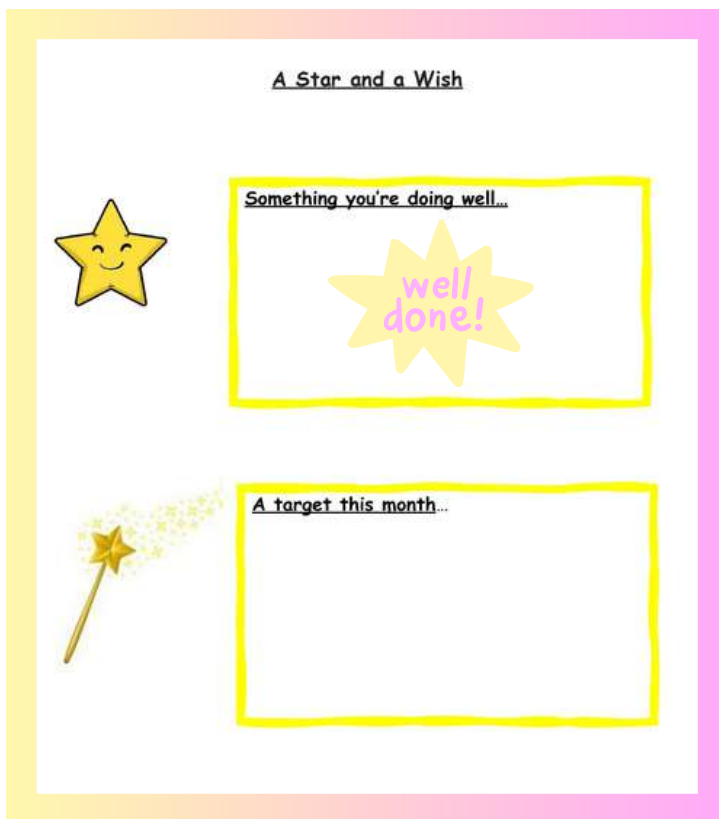 A Star and a Wish
Something you're doing well...
well
done!
A target this month...